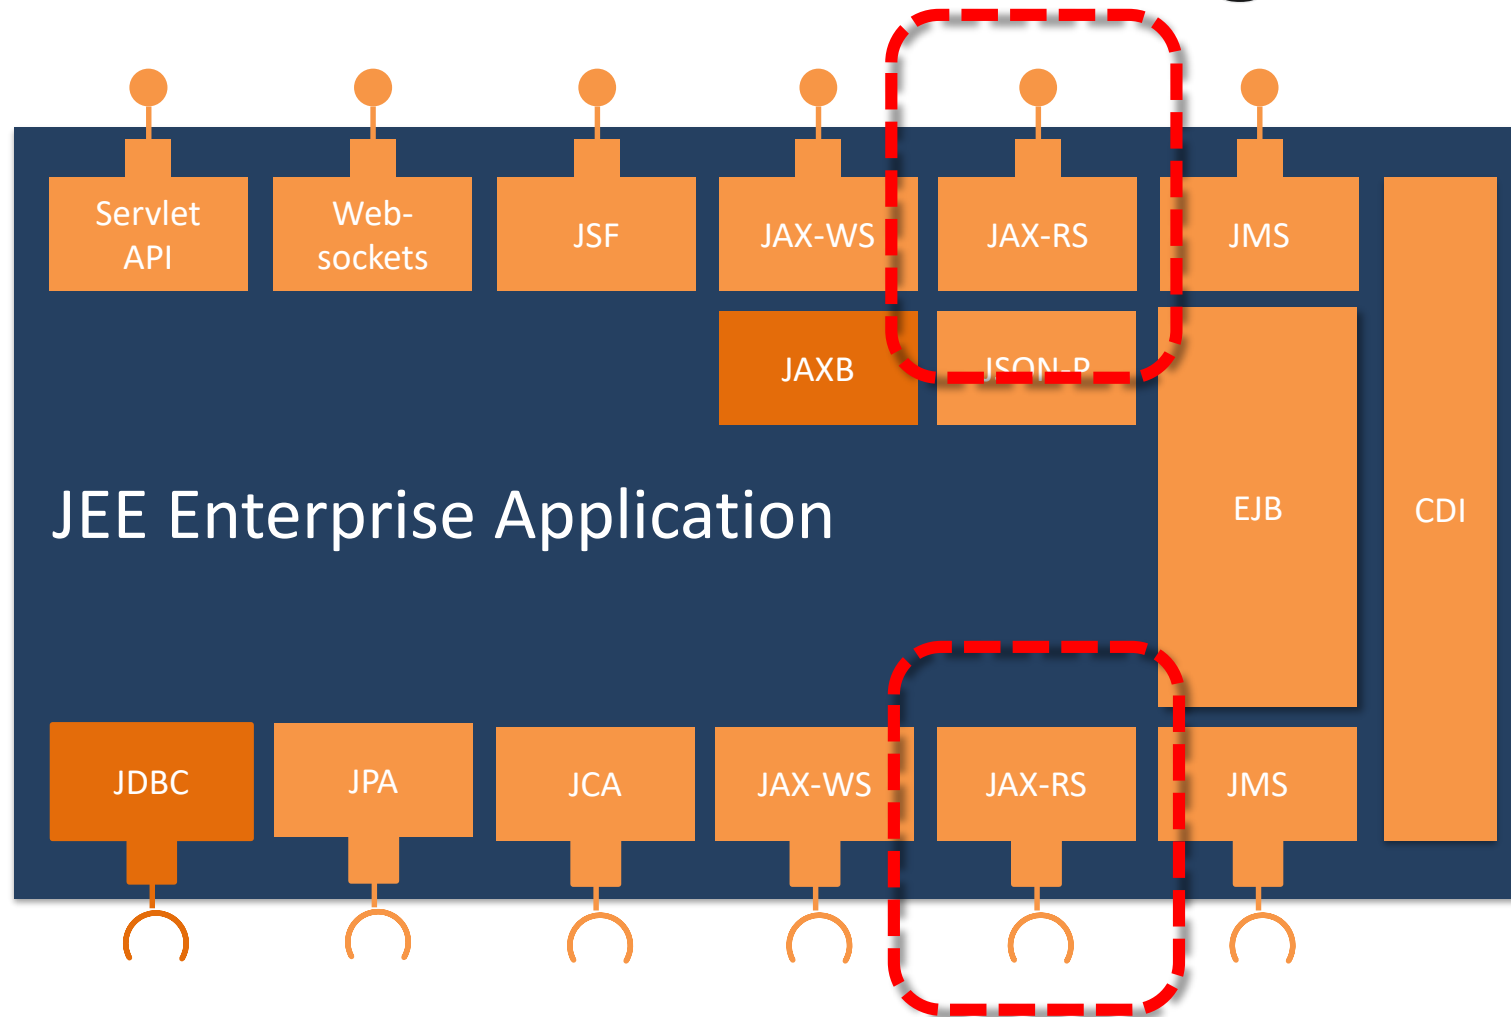 Servlet
API
Web-
sockets
JSF
JAX-WS
JAX-RS
JMS
JAXB
JSON-P
JEE Enterprise Application
EJB
CDI
JDBC
JPA
JCA
JAX-WS
JAX-RS
JMS